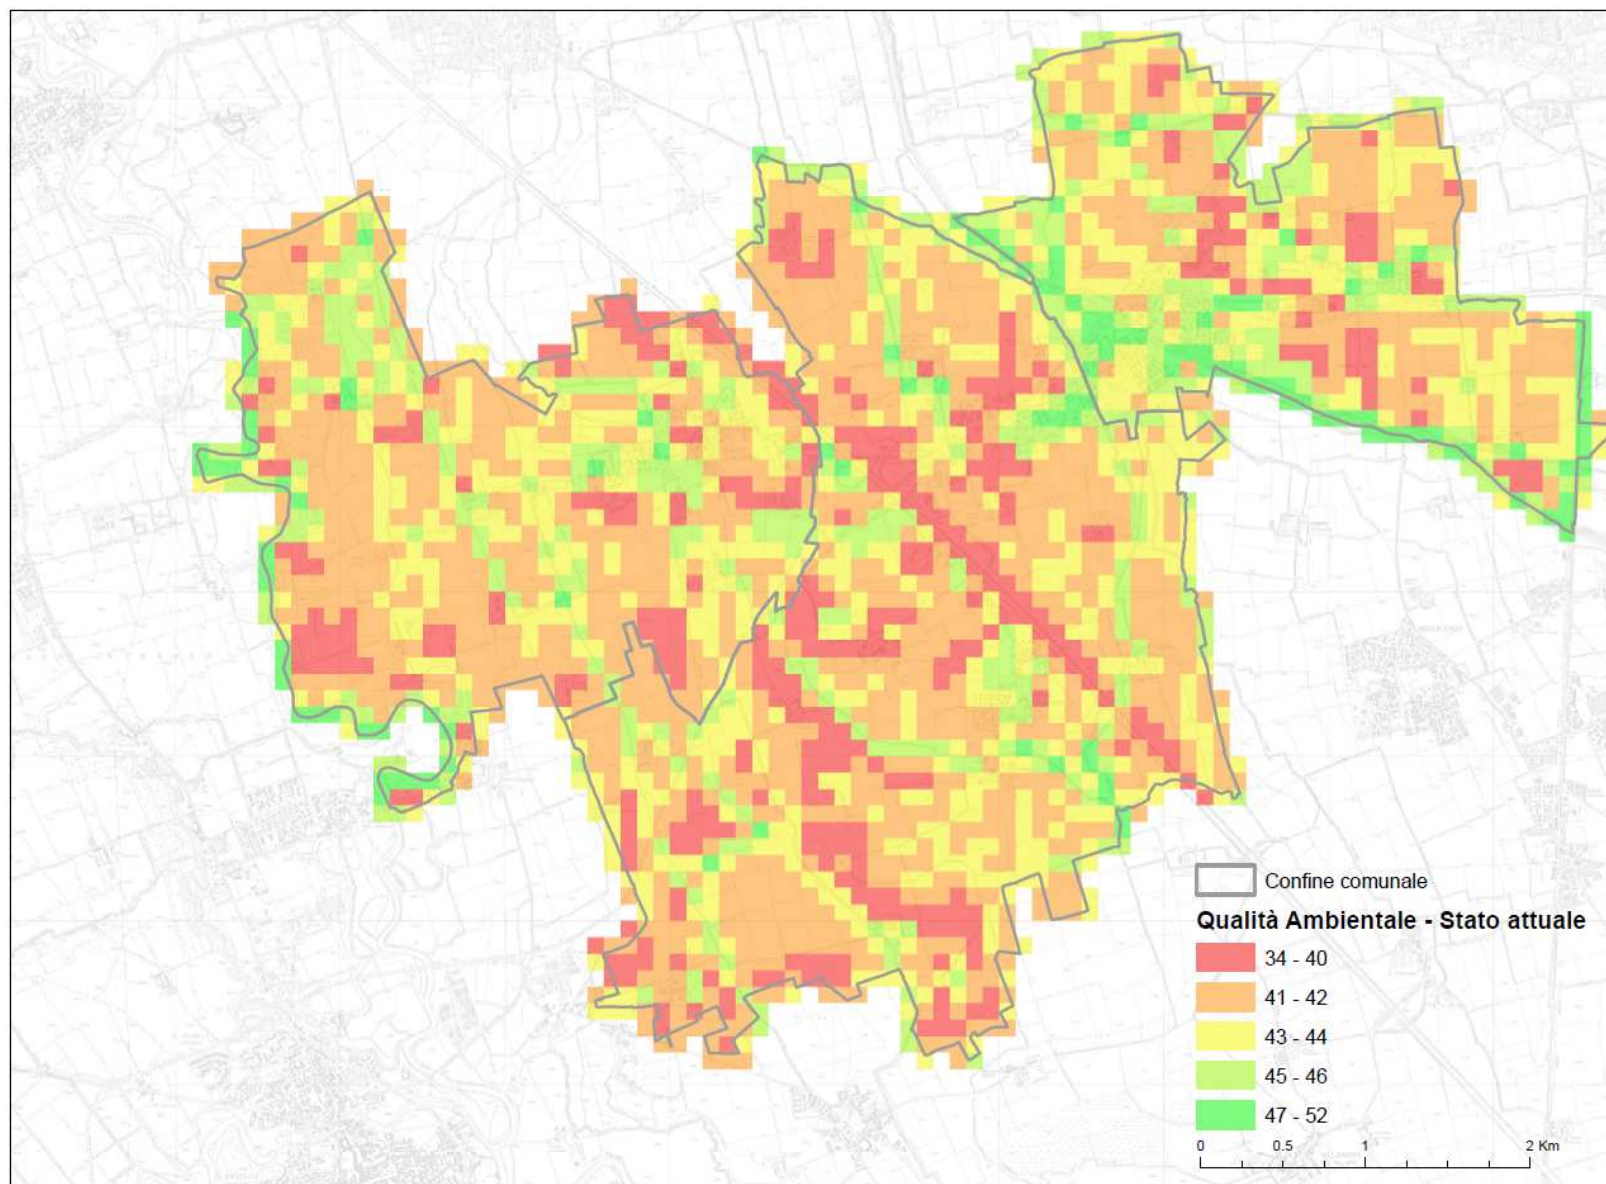 Confine comunale
Qualità Ambientale - Stato attuale
34 - 40
41 - 42
43 - 44
45 - 46
47 - 52
0 0.5 1 2 Km